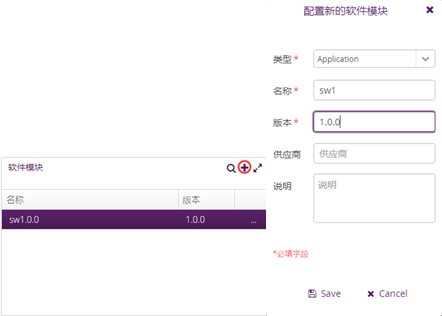 配置新的软件模块
类型 * Application
名称 * sw1
版本 * 1.0.0
供应商 供应商
说明 说明
*必填字段
Save Cancel
软件模块
名称 版本
sw1.0.0 1.0.0 ...